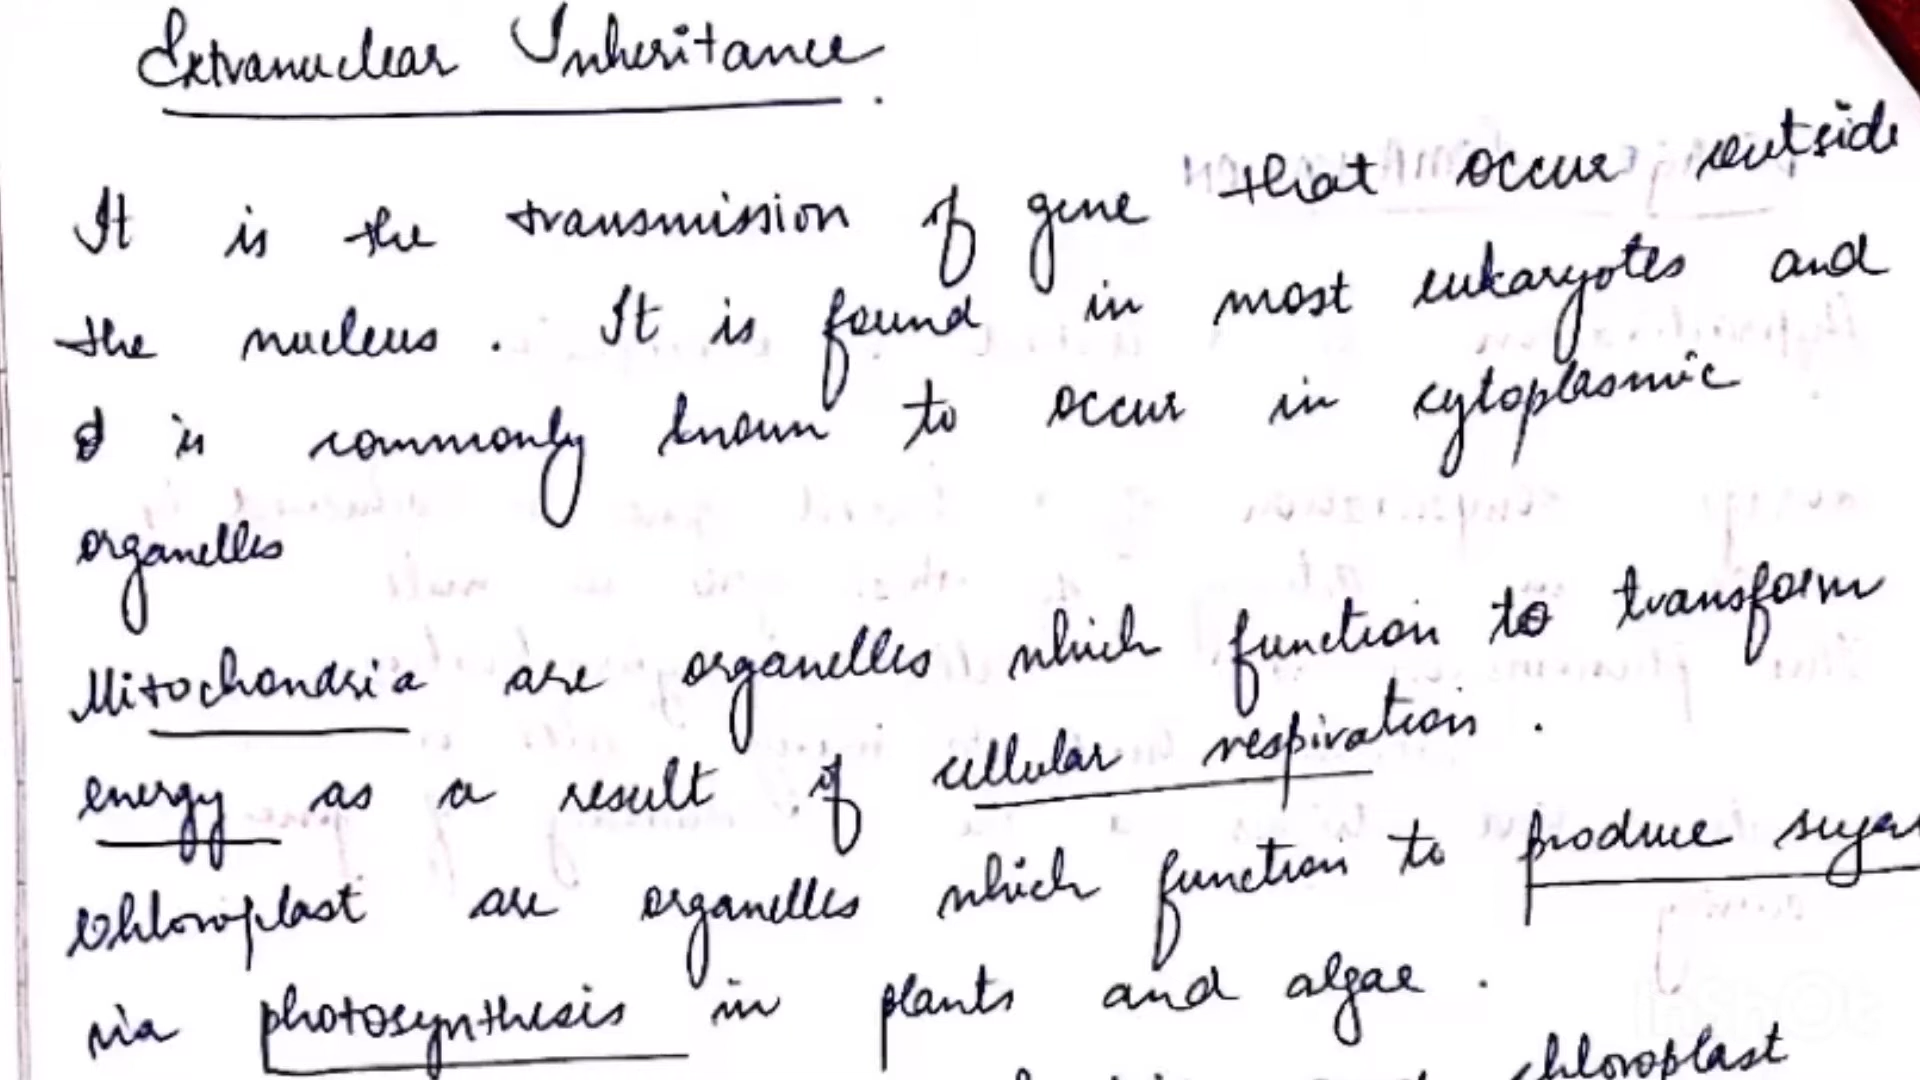 Extranuclear Inheritance.
It is the transmission of gene that occur outside
the nucleus. It is found in most eukaryotes and
is commonly known to occur in cytoplasmic
organelles
Mitochondria are organelles which function to transform
energy as a result of cellular respiration.
Chloroplast are organelles which function to produce sugar
via photosynthesis in plants and algae.
chloroplast